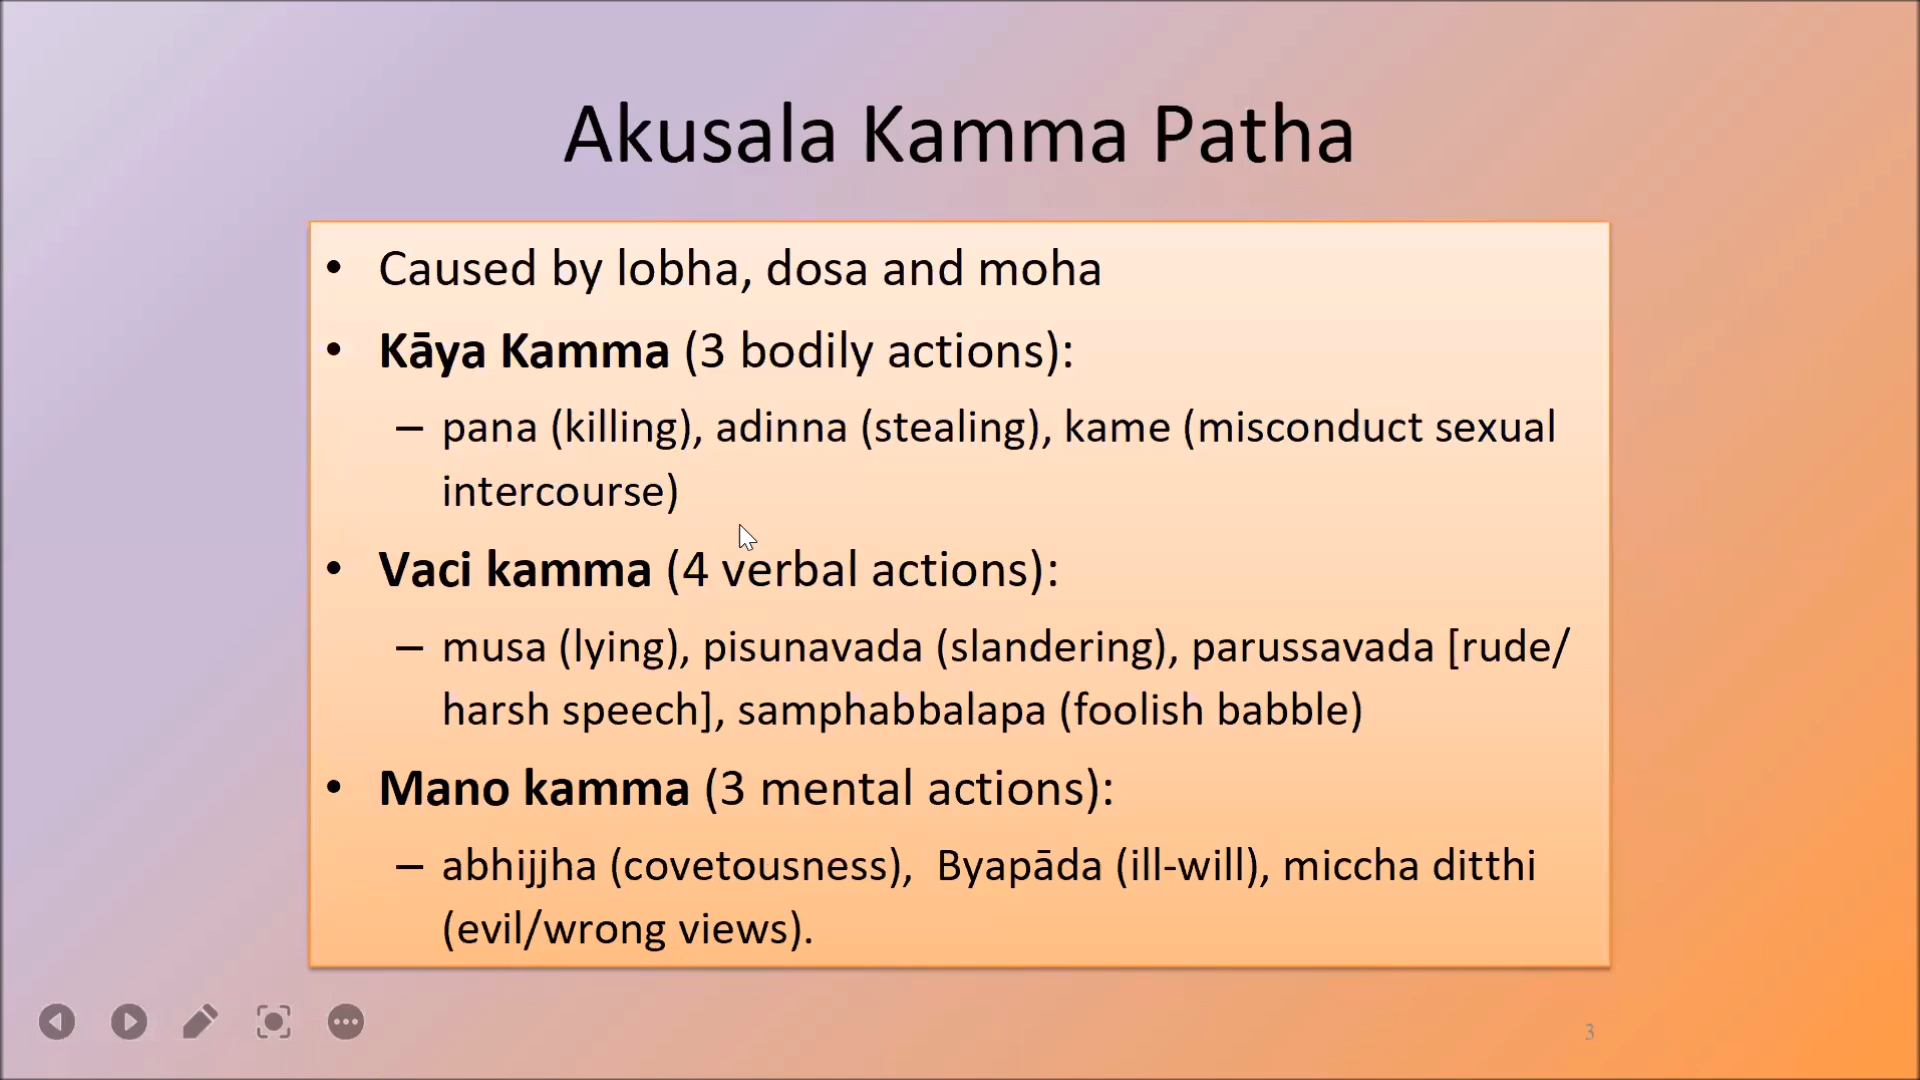 Akusala Kamma Patha
• Caused by lobha, dosa and moha
• Kāya Kamma (3 bodily actions):
– pana (killing), adinna (stealing), kame (misconduct sexual
intercourse)
• Vaci kamma (4 verbal actions):
– musa (lying), pisunavada (slandering), parussavada [rude/
harsh speech], samphabbalapa (foolish babble)
• Mano kamma (3 mental actions):
– abhijjha (covetousness),  Byapāda (ill-will), miccha ditthi
(evil/wrong views).
3